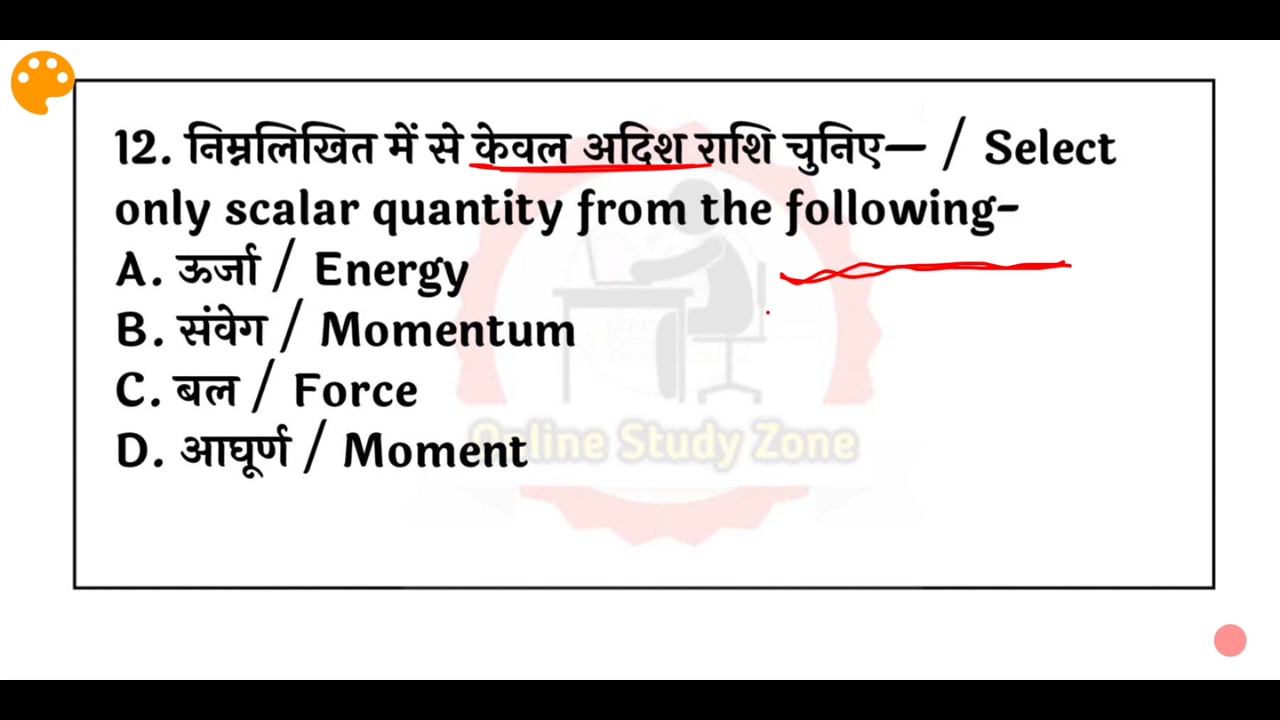 12. निम्नलिखित में से केवल अदिश राशि चुनिए— / Select
only scalar quantity from the following-
A. ऊर्जा / Energy
B. संवेग / Momentum
C. बल / Force
D. आघूर्ण / Moment
Online Study Zone